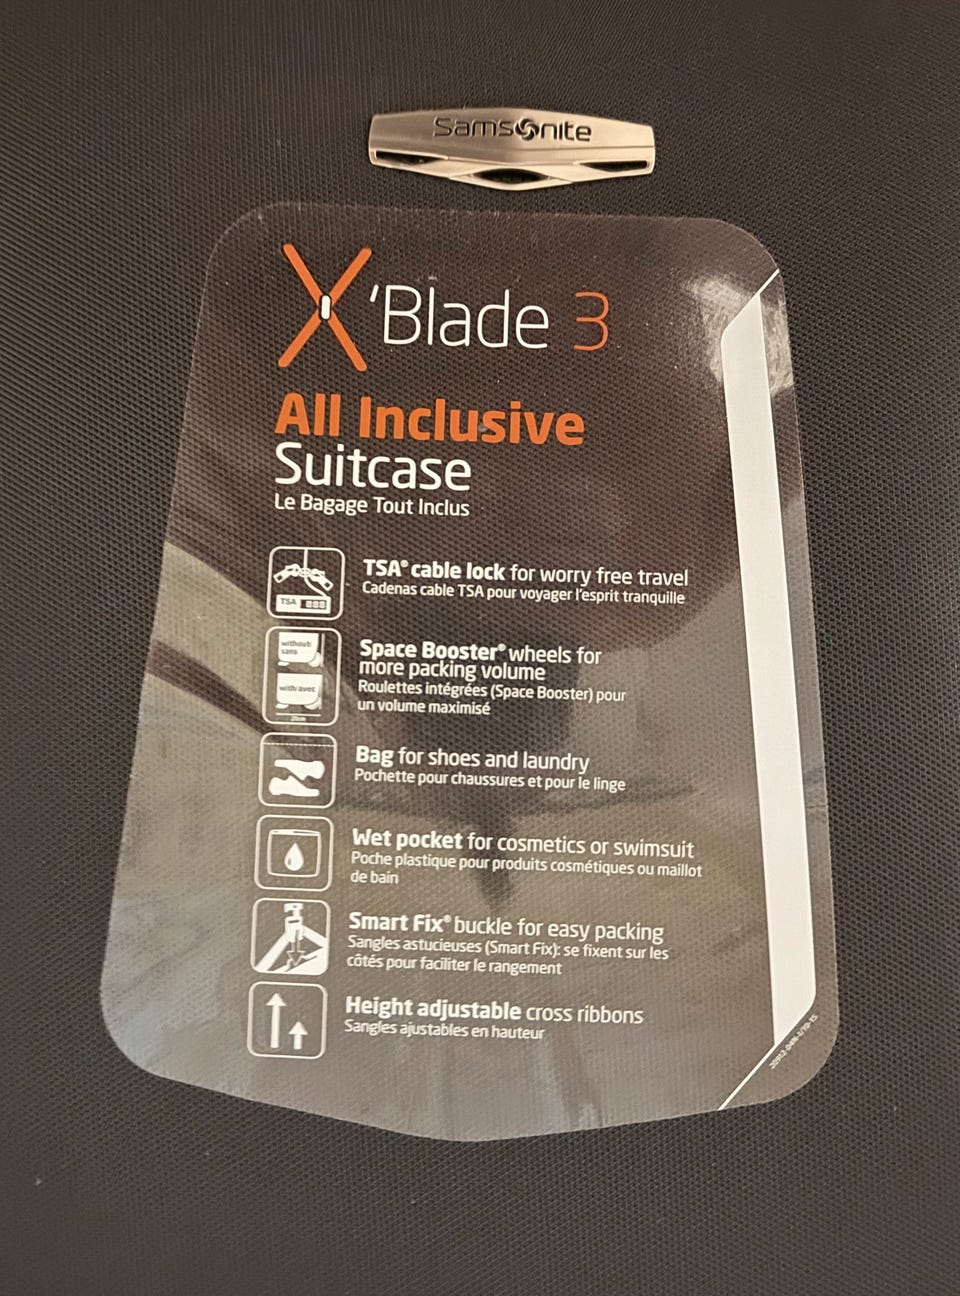 Samsonite
X'Blade 3
All Inclusive
Suitcase
Le Bagage Tout Inclus
TSA® cable lock for worry free travel
Cadenas cable TSA pour voyager l'esprit tranquille
TSA 888
without/
sans
Space Booster® wheels for
more packing volume
Roulettes intégrées (Space Booster) pour
un volume maximisé
with/avec
20cm
Bag for shoes and laundry
Pochette pour chaussures et pour le linge
Wet pocket for cosmetics or swimsuit
Poche plastique pour produits cosmétiques ou maillot
de bain
Smart Fix® buckle for easy packing
Sangles astucieuses (Smart Fix): se fixent sur les
côtés pour faciliter le rangement
Height adjustable cross ribbons
Sangles ajustables en hauteur